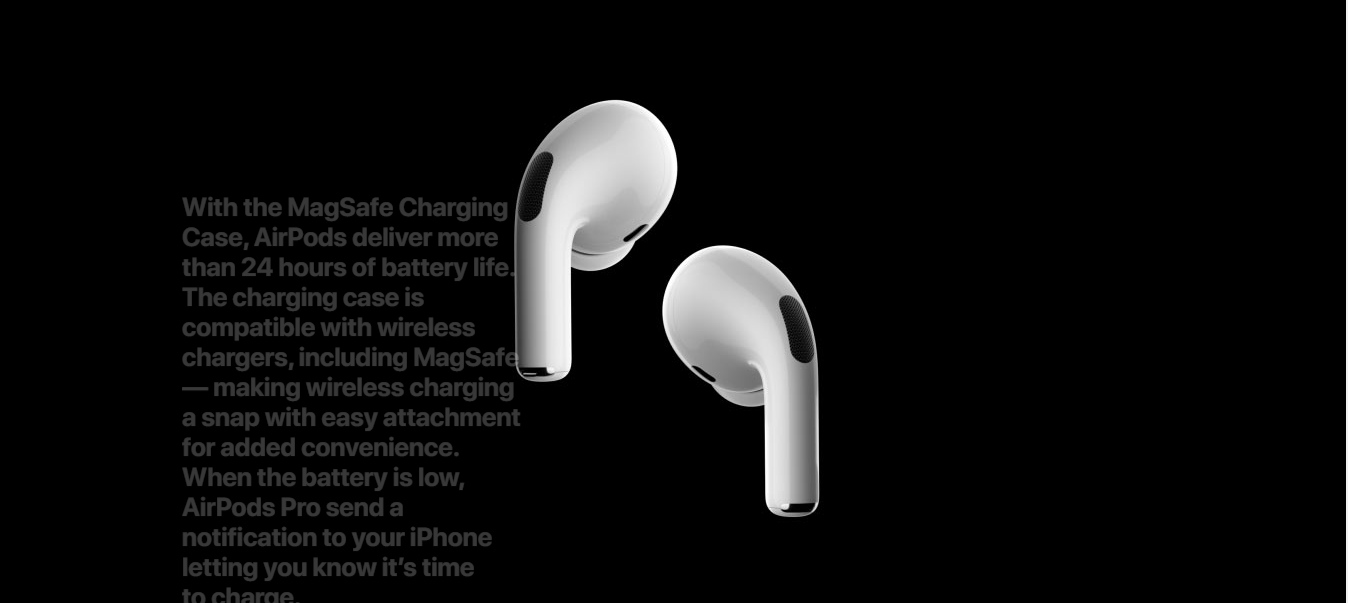 With the MagSafe Charging
Case, AirPods deliver more
than 24 hours of battery life.
The charging case is
compatible with wireless
chargers, including MagSafe
— making wireless charging
a snap with easy attachment
for added convenience.
When the battery is low,
AirPods Pro send a
notification to your iPhone
letting you know it’s time
to charge.